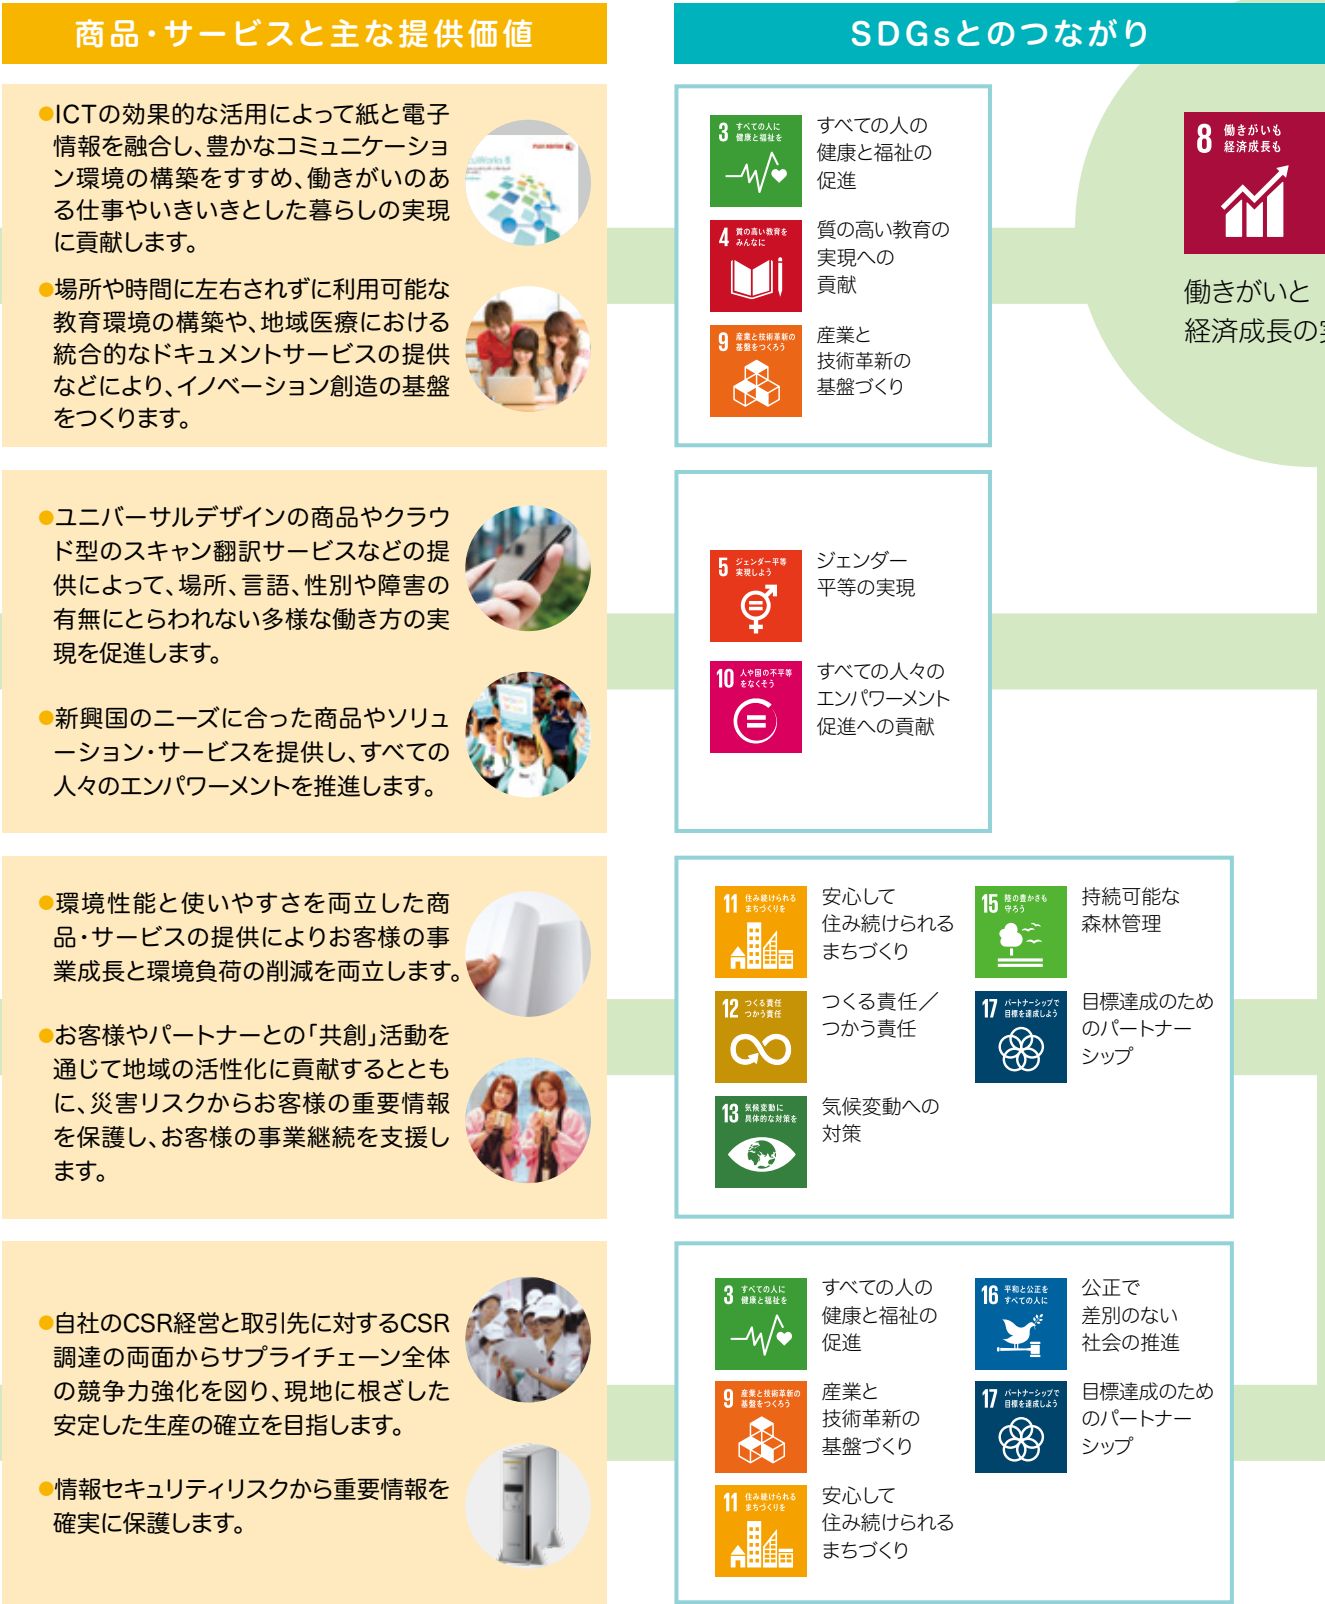 商品・サービスと主な提供価値
SDGsとのつながり
●ICTの効果的な活用によって紙と電子
情報を融合し、豊かなコミュニケーショ
ン環境の構築をすすめ、働きがいのあ
る仕事やいきいきとした暮らしの実現
に貢献します。
●場所や時間に左右されずに利用可能な
教育環境の構築や、地域医療における
統合的なドキュメントサービスの提供
などにより、イノベーション創造の基盤
をつくります。
3 すべての人に
健康と福祉を
すべての人の
健康と福祉の
促進
4 質の高い教育を
みんなに
質の高い教育の
実現への
貢献
9 産業と技術革新の
基盤をつくろう
産業と
技術革新の
基盤づくり
8 働きがいも
経済成長も
働きがいと
経済成長の
●ユニバーサルデザインの商品やクラウ
ド型のスキャン翻訳サービスなどの提
供によって、場所、言語、性別や障害の
有無にとらわれない多様な働き方の実
現を促進します。
●新興国のニーズに合った商品やソリュ
ーション・サービスを提供し、すべての
人々のエンパワーメントを推進します。
5 ジェンダー平等を
実現しよう
ジェンダー
平等の実現
10 人や国の不平等
をなくそう
すべての人々の
エンパワーメント
促進への貢献
●環境性能と使いやすさを両立した商
品・サービスの提供によりお客様の事
業成長と環境負荷の削減を両立します。
●お客様やパートナーとの「共創」活動を
通じて地域の活性化に貢献するととも
に、災害リスクからお客様の重要情報
を保護し、お客様の事業継続を支援し
ます。
11 住み続けられる
まちづくりを
安心して
住み続けられる
まちづくり
12 つくる責任
つかう責任
つくる責任／
つかう責任
13 気候変動に
具体的な対策を
気候変動への
対策
15 陸の豊かさも
守ろう
持続可能な
森林管理
17 パートナーシップで
目標を達成しよう
目標達成のため
のパートナー
シップ
●自社のCSR経営と取引先に対するCSR
調達の両面からサプライチェーン全体
の競争力強化を図り、現地に根ざした
安定した生産の確立を目指します。
●情報セキュリティリスクから重要情報を
確実に保護します。
3 すべての人に
健康と福祉を
すべての人の
健康と福祉の
促進
9 産業と技術革新の
基盤をつくろう
産業と
技術革新の
基盤づくり
11 住み続けられる
まちづくりを
安心して
住み続けられる
まちづくり
16 平和と公正を
すべての人に
公正で
差別のない
社会の推進
17 パートナーシップで
目標を達成しよう
目標達成のため
のパートナー
シップ